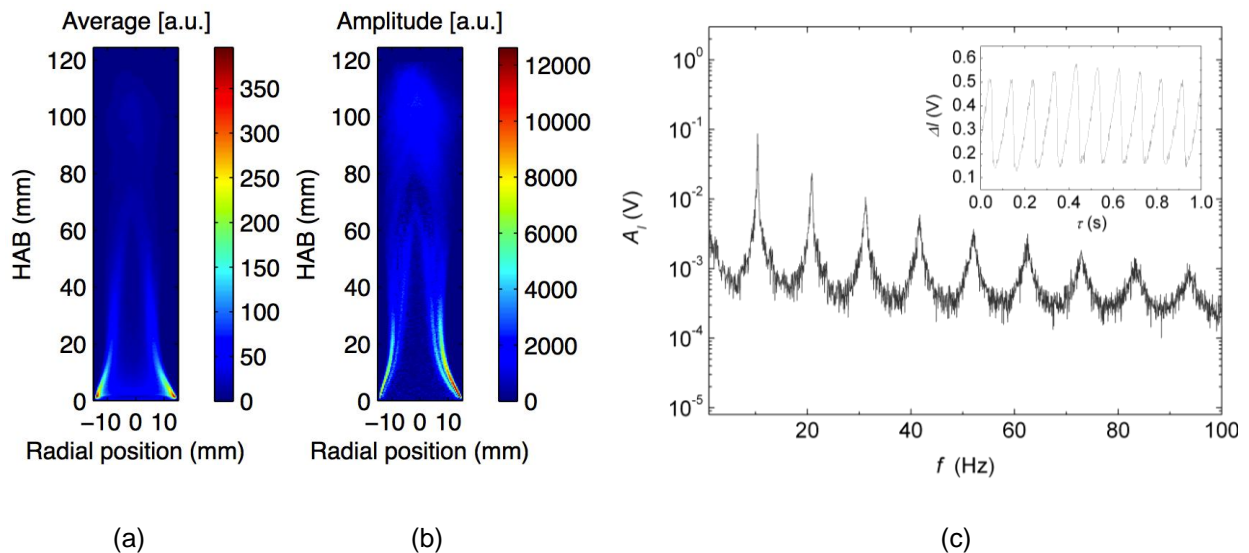 Average [a.u.]
120
100
80
60
40
20
0
HAB (mm)
−10 0 10
Radial position (mm)
350
300
250
200
150
100
50
0
(a)
Amplitude [a.u.]
120
100
80
60
40
20
0
HAB (mm)
−10 0 10
Radial position (mm)
12000
10000
8000
6000
4000
2000
0
(b)
10⁰
10⁻¹
10⁻²
10⁻³
10⁻⁴
10⁻⁵
A_I (V)
20 40 60 80 100
f (Hz)
0.6
0.5
0.4
0.3
0.2
0.1
ΔI (V)
0.0 0.2 0.4 0.6 0.8 1.0
τ (s)
(c)